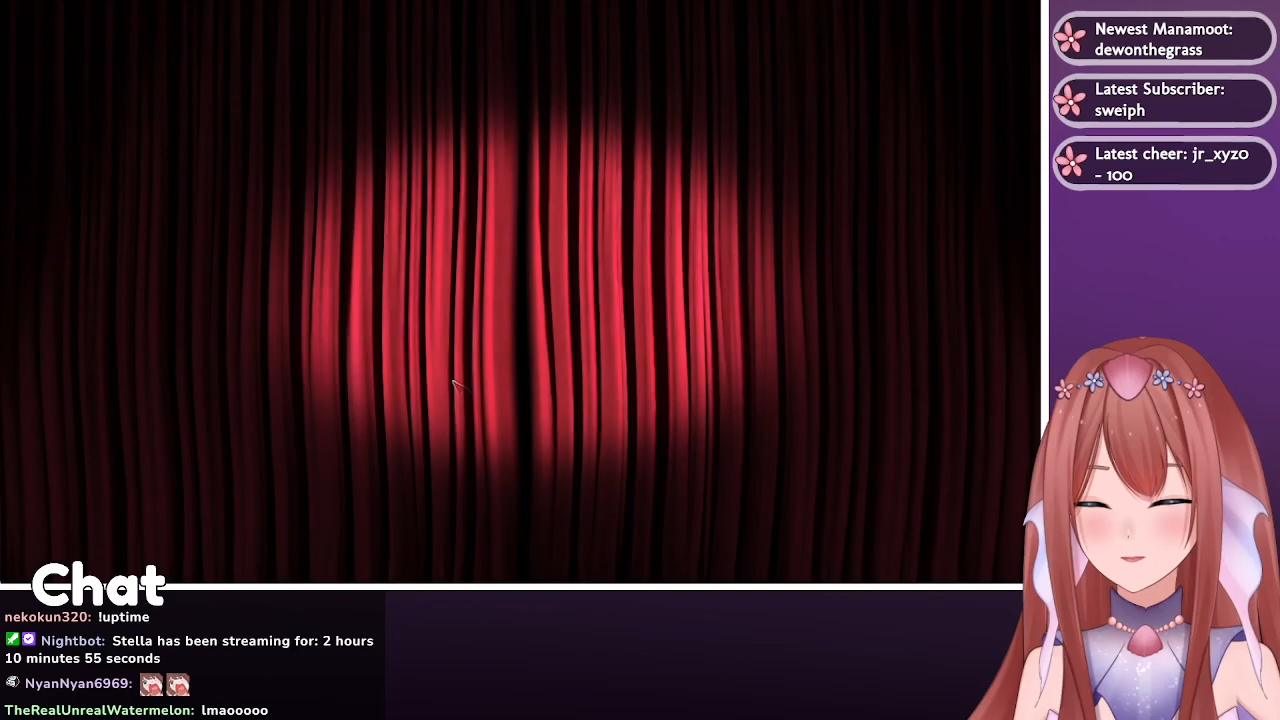 Newest Manamoot:
dewonthegrass
Latest Subscriber:
sweiph
Latest cheer: jr_xyz0
- 100
Chat
nekokun320: !uptime
Nightbot: Stella has been streaming for: 2 hours
10 minutes 55 seconds
NyanNyan6969:
TheRealUnrealWatermelon: lmaooooo